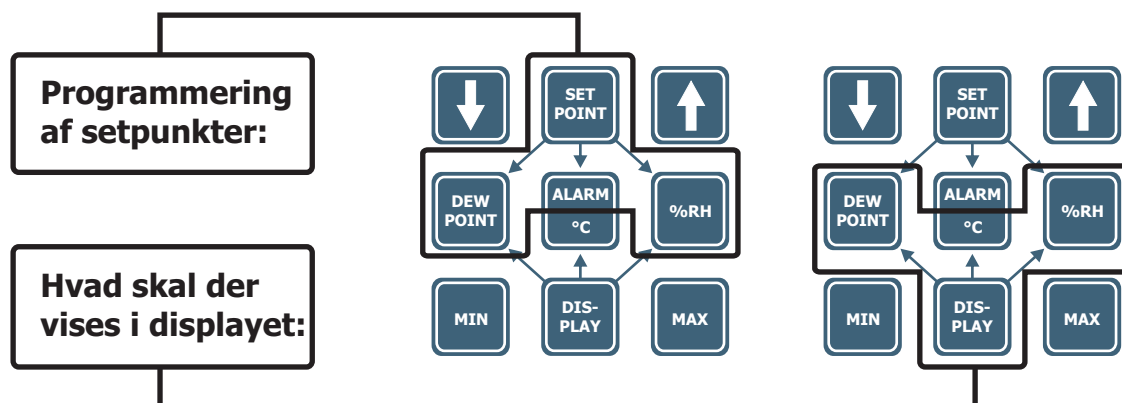 Programmering
af setpunkter:
Hvad skal der
vises i displayet:
SET
POINT
DEW
POINT
ALARM
°C
%RH
MIN
DIS-
PLAY
MAX
SET
POINT
DEW
POINT
ALARM
°C
%RH
MIN
DIS-
PLAY
MAX